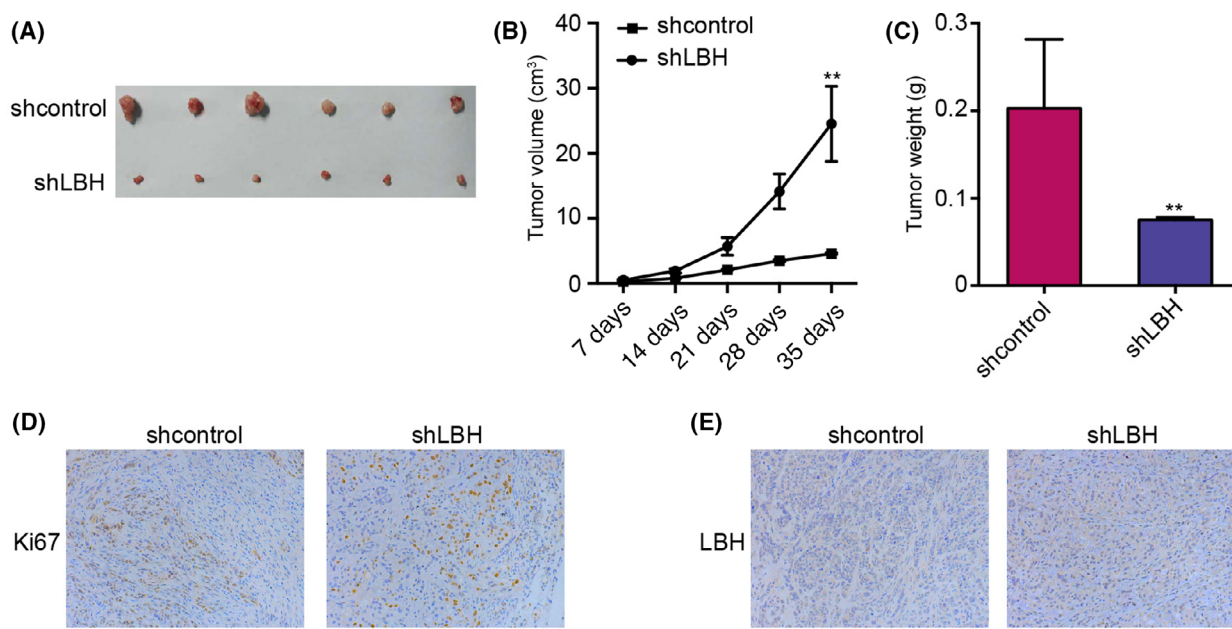 (A)
shcontrol
shLBH
(B)
Tumor volume (cm³)
40
30
20
10
0
shcontrol
shLBH
**
7 days
14 days
21 days
28 days
35 days
(C)
Tumor weight (g)
0.3
0.2
0.1
0
**
shcontrol
shLBH
(D)
shcontrol
shLBH
Ki67
(E)
shcontrol
shLBH
LBH